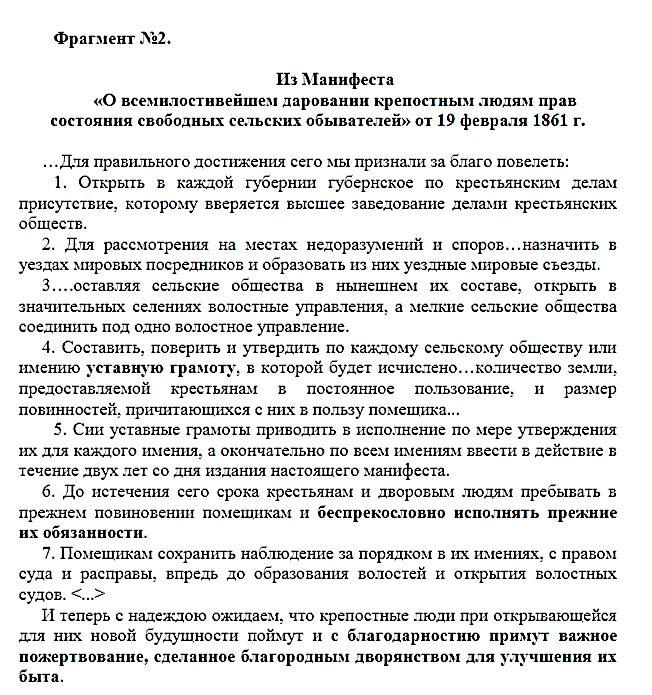 Фрагмент №2.
Из Манифеста
«О всемилостивейшем даровании крепостным людям прав
состояния свободных сельских обывателей» от 19 февраля 1861 г.
…Для правильного достижения сего мы признали за благо повелеть:
1. Открыть в каждой губернии губернское по крестьянским делам
присутствие, которому вверяется высшее заведование делами крестьянских
обществ.
2. Для рассмотрения на местах недоразумений и споров…назначить в
уездах мировых посредников и образовать из них уездные мировые съезды.
3….оставляя сельские общества в нынешнем их составе, открыть в
значительных селениях волостные управления, а мелкие сельские общества
соединить под одно волостное управление.
4. Составить, поверить и утвердить по каждому сельскому обществу или
имению уставную грамоту, в которой будет исчислено…количество земли,
предоставляемой крестьянам в постоянное пользование, и размер
повинностей, причитающихся с них в пользу помещика...
5. Сии уставные грамоты приводить в исполнение по мере утверждения
их для каждого имения, а окончательно по всем имениям ввести в действие в
течение двух лет со дня издания настоящего манифеста.
6. До истечения сего срока крестьянам и дворовым людям пребывать в
прежнем повиновении помещикам и беспрекословно исполнять прежние
их обязанности.
7. Помещикам сохранить наблюдение за порядком в их имениях, с правом
суда и расправы, впредь до образования волостей и открытия волостных
судов. <...>
И теперь с надеждою ожидаем, что крепостные люди при открывающейся
для них новой будущности поймут и с благодарностию примут важное
пожертвование, сделанное благородным дворянством для улучшения их
быта.